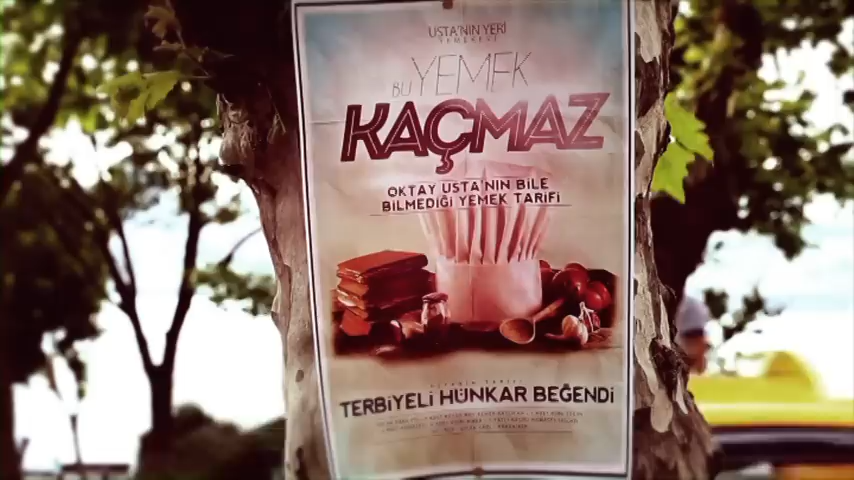 USTA'NIN YERİ
YEMEKEVİ
BU YEMEK
KAÇMAZ
OKTAY USTA'NIN BİLE
BİLMEDİĞİ YEMEK TARİFİ
TERBİYELİ HÜNKAR BEĞENDİ